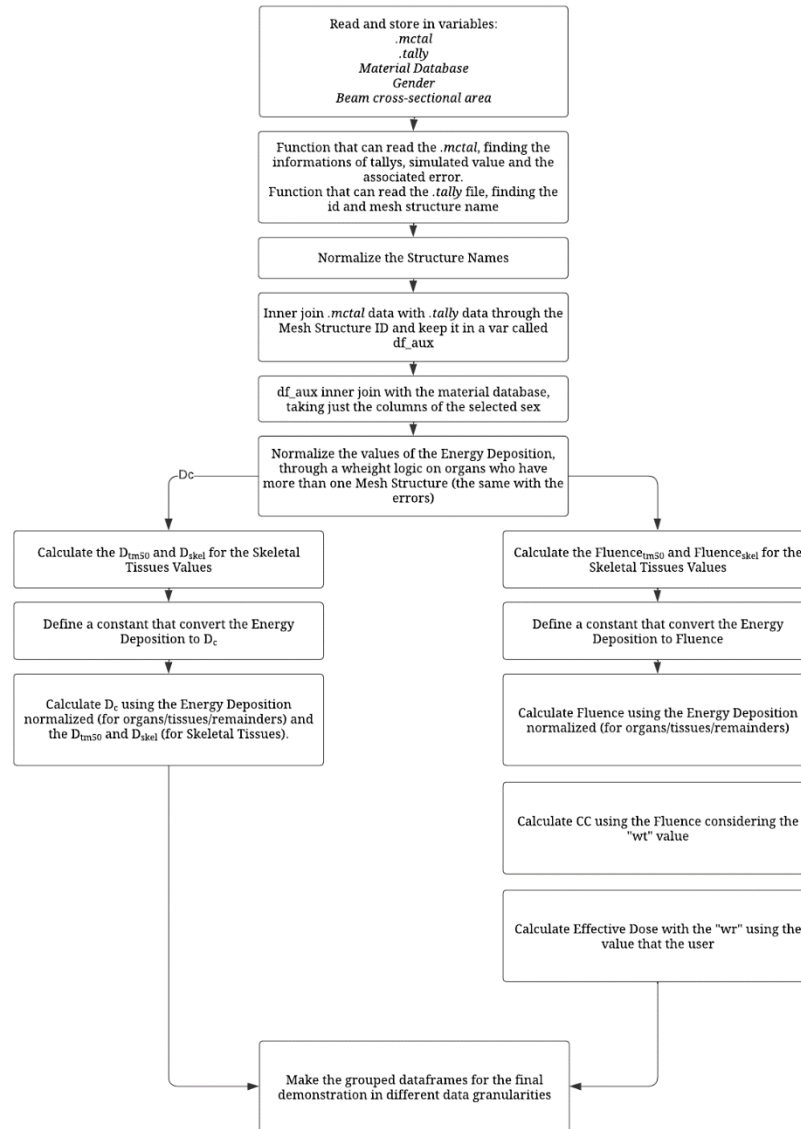 Read and store in variables:
.mctal
.tally
Material Database
Gender
Beam cross-sectional area
Function that can read the .mctal, finding the
informations of tallys, simulated value and the
associated error.
Function that can read the .tally file, finding the
id and mesh structure name
Normalize the Structure Names
Inner join .mctal data with .tally data through the
Mesh Structure ID and keep it in a var called
df_aux
df_aux inner join with the material database,
taking just the columns of the selected sex
Normalize the values of the Energy Deposition,
through a wheight logic on organs who have
more than one Mesh Structure (the same with the
errors)
Dc
Calculate the Dtm50 and Dskel for the Skeletal
Tissues Values
Define a constant that convert the Energy
Deposition to Dc
Calculate Dc using the Energy Deposition
normalized (for organs/tissues/remainders) and
the Dtm50 and Dskel (for Skeletal Tissues).
Calculate the Fluencetm50 and Fluenceskel for the
Skeletal Tissues Values
Define a constant that convert the Energy
Deposition to Fluence
Calculate Fluence using the Energy Deposition
normalized (for organs/tissues/remainders)
Calculate CC using the Fluence considering the
"wt" value
Calculate Effective Dose with the "wr" using the
value that the user
Make the grouped dataframes for the final
demonstration in different data granularities